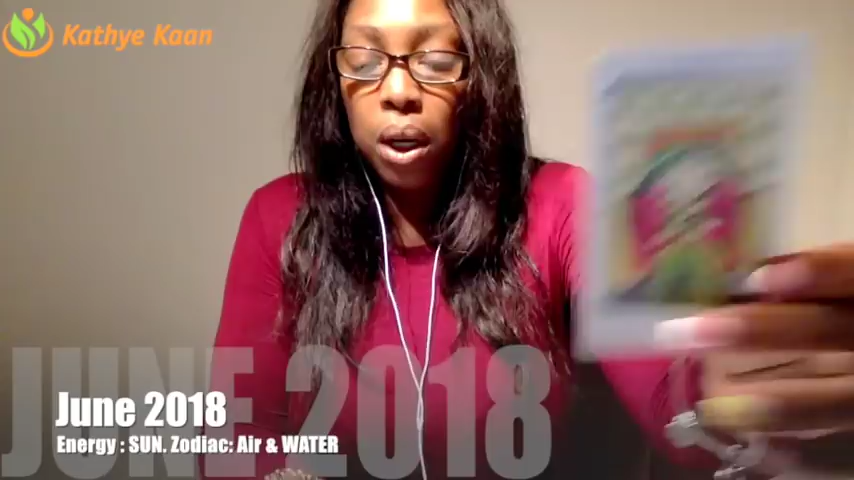 Kathye Kaan
JUNE 2018
June 2018
Energy : SUN. Zodiac: Air & WATER